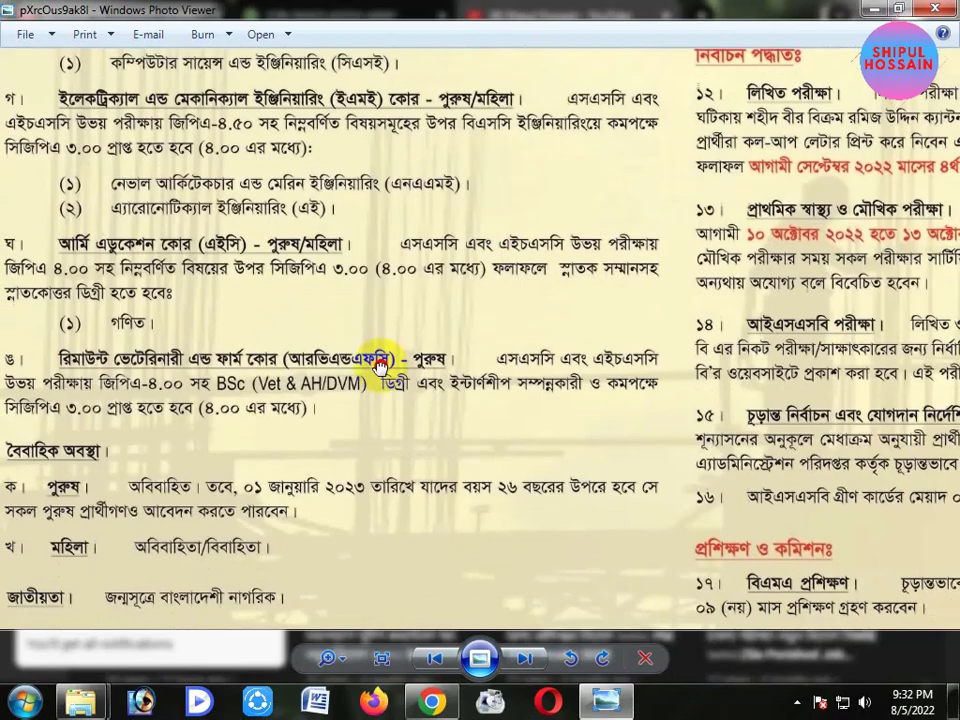 pXrcOus9ak8l - Windows Photo Viewer
File Print E-mail Burn Open
SHIPUL
HOSSAIN
(১) কম্পিউটার সায়েন্স এন্ড ইঞ্জিনিয়ারিং (সিএসই)।
গ। ইলেকট্রিক্যাল এন্ড মেকানিক্যাল ইঞ্জিনিয়ারিং (ইএমই) কোর - পুরুষ/মহিলা। এসএসসি এবং
এইচএসসি উভয় পরীক্ষায় জিপিএ-৪.৫০ সহ নিম্নবর্ণিত বিষয়সমূহের উপর বিএসসি ইঞ্জিনিয়ারিংয়ে কমপক্ষে
সিজিপিএ ৩.০০ প্রাপ্ত হতে হবে (৪.০০ এর মধ্যে)ঃ
(১) নেভাল আর্কিটেকচার এন্ড মেরিন ইঞ্জিনিয়ারিং (এনএএমই)।
(২) এ্যারোনোটিক্যাল ইঞ্জিনিয়ারিং (এই)।
ঘ। আর্মি এডুকেশন কোর (এইসি) - পুরুষ/মহিলা। এসএসসি এবং এইচএসসি উভয় পরীক্ষায়
জিপিএ ৪.০০ সহ নিম্নবর্ণিত বিষয়ের উপর সিজিপিএ ৩.০০ (৪.০০ এর মধ্যে) ফলাফলে স্নাতক সম্মানসহ
স্নাতকোত্তর ডিগ্রী হতে হবেঃ
(১) গণিত।
ঙ। রিমাউন্ট ভেটেরিনারী এন্ড ফার্ম কোর (আরভিএন্ডএফসি) - পুরুষ। এসএসসি এবং এইচএসসি
উভয় পরীক্ষায় জিপিএ-৪.০০ সহ BSc (Vet & AH/DVM) ডিগ্রী এবং ইন্টার্ণশীপ সম্পন্নকারী ও কমপক্ষে
সিজিপিএ ৩.০০ প্রাপ্ত হতে হবে (৪.০০ এর মধ্যে)।
বৈবাহিক অবস্থা।
ক। পুরুষ। অবিবাহিত। তবে, ০১ জানুয়ারি ২০২৩ তারিখে যাদের বয়স ২৬ বছরের উপরে হবে সে
সকল পুরুষ প্রার্থীগণও আবেদন করতে পারবেন।
খ। মহিলা। অবিবাহিতা/বিবাহিতা।
জাতীয়তা। জন্মসূত্রে বাংলাদেশী নাগরিক।
নির্বাচন পদ্ধতিঃ
১২। লিখিত পরীক্ষা। পরীক্ষা
ঘটিকায় শহীদ বীর বিক্রম রমিজ উদ্দিন ক্যান্ট
প্রার্থীরা কল-আপ লেটার প্রিন্ট করে নিবেন এ
ফলাফল আগামী সেপ্টেম্বর ২০২২ মাসের ৪র্থ
১৩। প্রাথমিক স্বাস্থ্য ও মৌখিক পরীক্ষা।
আগামী ১০ অক্টোবর ২০২২ হতে ১৩ অক্টো
মৌখিক পরীক্ষার সময় সকল পরীক্ষার সার্টিফি
অন্যথায় অযোগ্য বলে বিবেচিত হবেন।
১৪। আইএসএসবি পরীক্ষা। লিখিত ও
বি এর নিকট পরীক্ষা/সাক্ষাৎকারের জন্য নির্ধা
বি'র ওয়েবসাইটে প্রকাশ করা হবে। এই পরী
১৫। চূড়ান্ত নির্বাচন এবং যোগদান নির্দে
শূন্যাসনের অনুকূলে মেধাক্রম অনুযায়ী প্রার্থী
এ্যাডমিনিস্ট্রেশন পরিদপ্তর কর্তৃক চূড়ান্তভাবে
১৬। আইএসএসবি গ্রীণ কার্ডের মেয়াদ ০
প্রশিক্ষণ ও কমিশনঃ
১৭। বিএমএ প্রশিক্ষণ। চূড়ান্তভাবে
০৯ (নয়) মাস প্রশিক্ষণ গ্রহণ করবেন।
You'll get all notifications
9:32 PM
8/5/2022